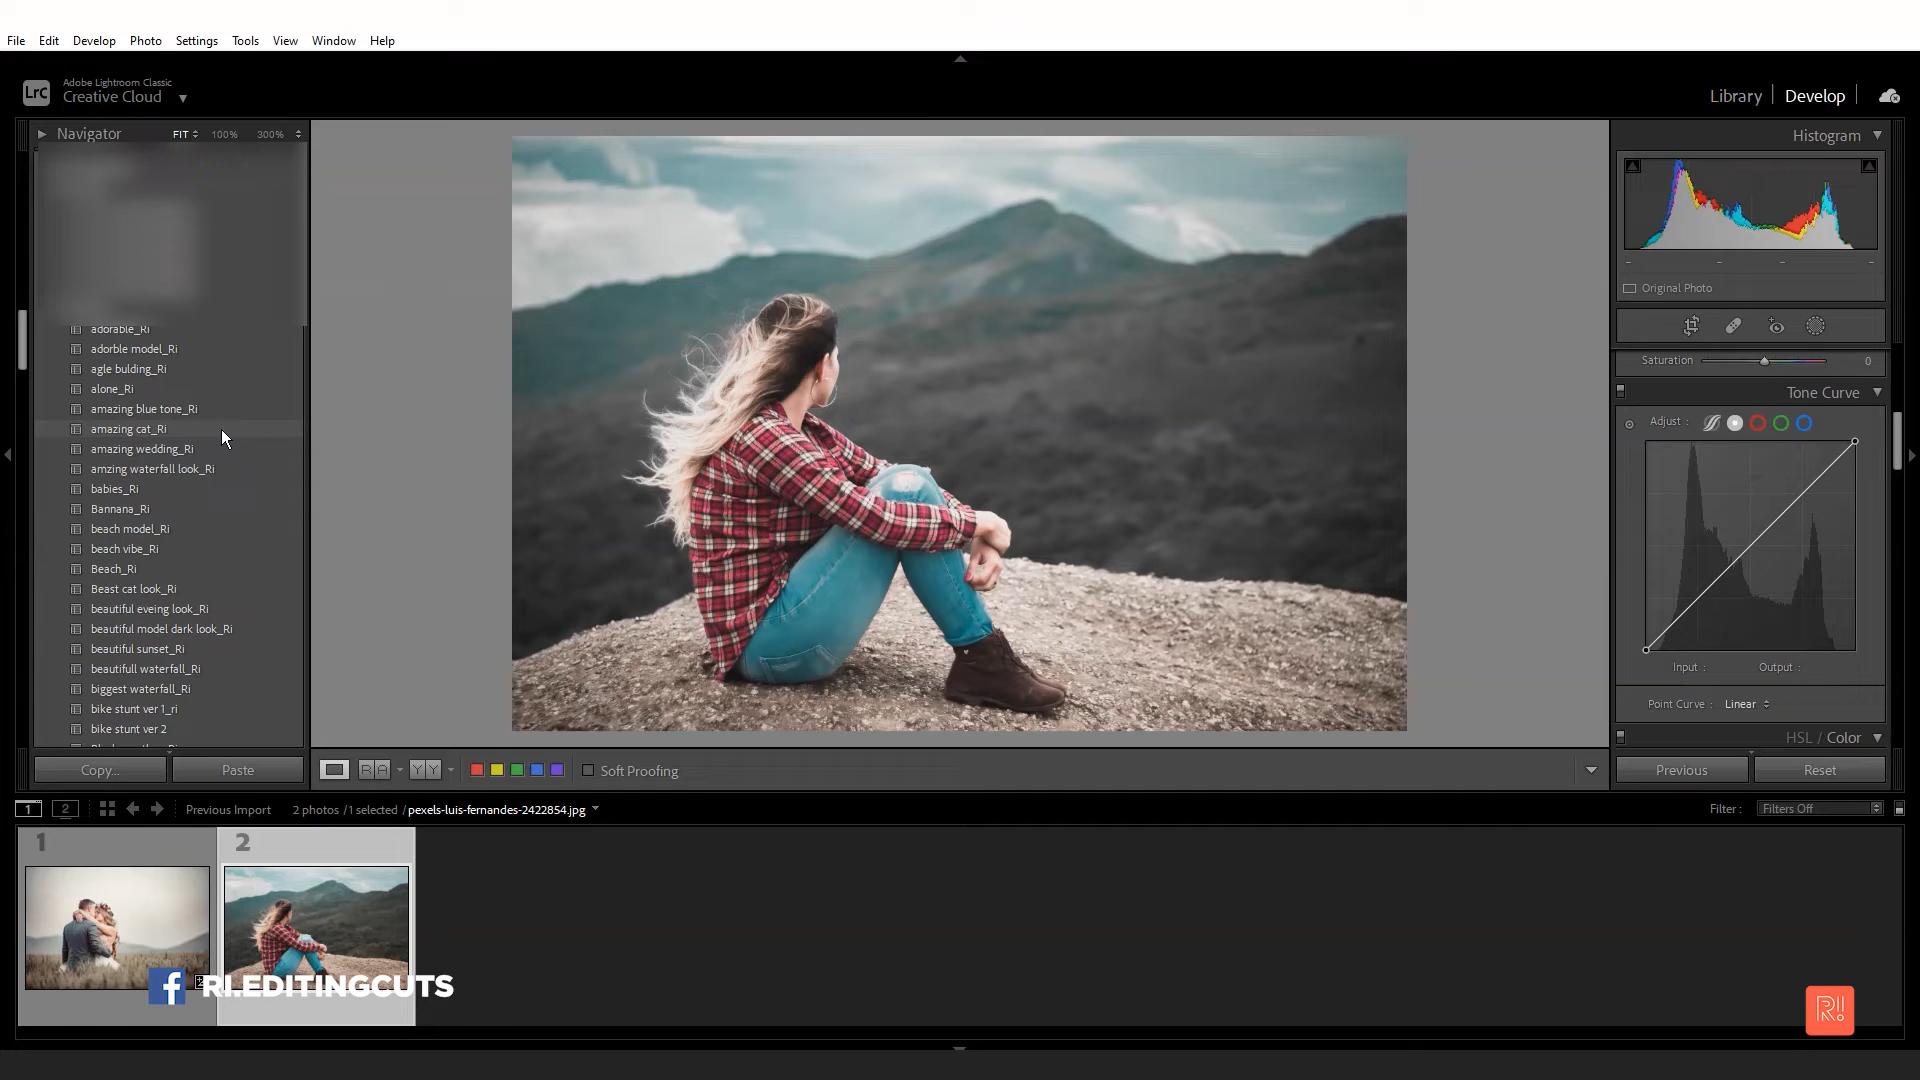 File Edit Develop Photo Settings Tools View Window Help
Adobe Lightroom Classic
LrC Creative Cloud
Library Develop
Navigator FIT 100% 300%
Histogram
Original Photo
Saturation 0
Tone Curve
Adjust :
Input : Output :
Point Curve : Linear
HSL / Color
adorable_Ri
adorble model_Ri
agle bulding_Ri
alone_Ri
amazing blue tone_Ri
amazing cat_Ri
amazing wedding_Ri
amzing waterfall look_Ri
babies_Ri
Bannana_Ri
beach model_Ri
beach vibe_Ri
Beach_Ri
Beast cat look_Ri
beautiful eveing look_Ri
beautiful model dark look_Ri
beautiful sunset_Ri
beautifull waterfall_Ri
biggest waterfall_Ri
bike stunt ver 1_ri
bike stunt ver 2
Copy... Paste
R A Y Y Soft Proofing
Previous Reset
1 2 Previous Import 2 photos / 1 selected / pexels-luis-fernandes-2422854.jpg
Filter : Filters Off
1 2
f RI.EDITINGCUTS
R!